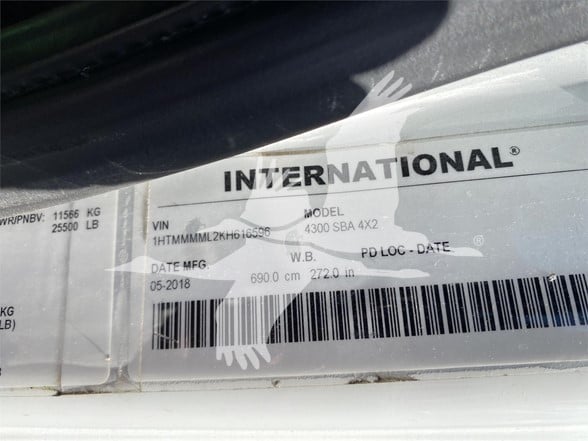 INTERNATIONAL®
WR/PNBV: 11566 KG
25500 LB
VIN
1HTMMMML2KH616596
MODEL
4300 SBA 4X2
DATE MFG.
05-2018
W.B.
690.0 cm 272.0 in
PD LOC - DATE
KG
LB)
®